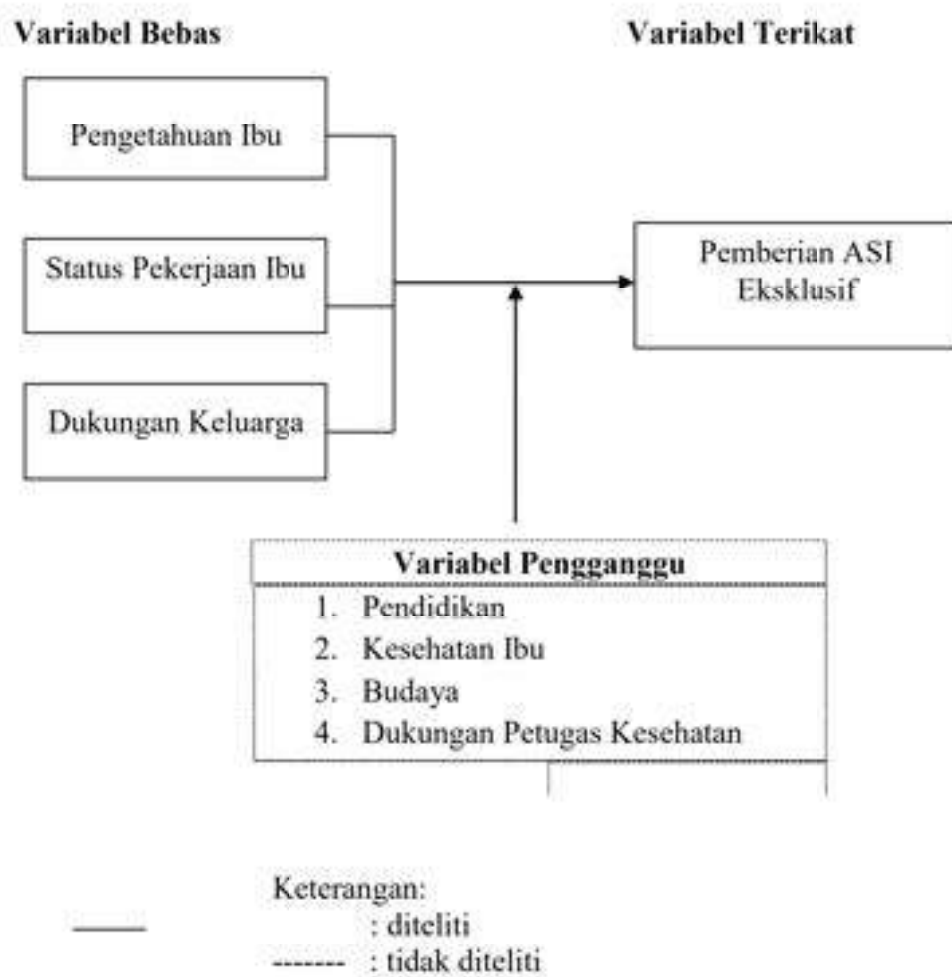 Variabel Bebas
Variabel Terikat
Pengetahuan Ibu
Status Pekerjaan Ibu
Dukungan Keluarga
Pemberian ASI
Eksklusif
Variabel Pengganggu
1. Pendidikan
2. Kesehatan Ibu
3. Budaya
4. Dukungan Petugas Kesehatan
Keterangan:
: diteliti
------- : tidak diteliti